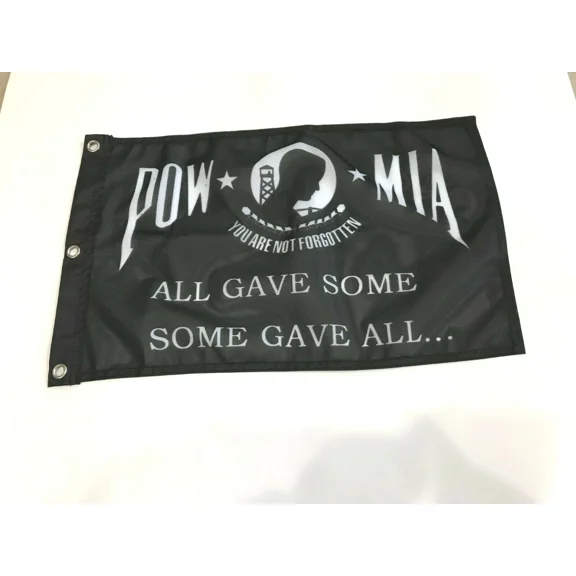 POW ★ ★ MIA
YOU ARE NOT FORGOTTEN
ALL GAVE SOME
SOME GAVE ALL...